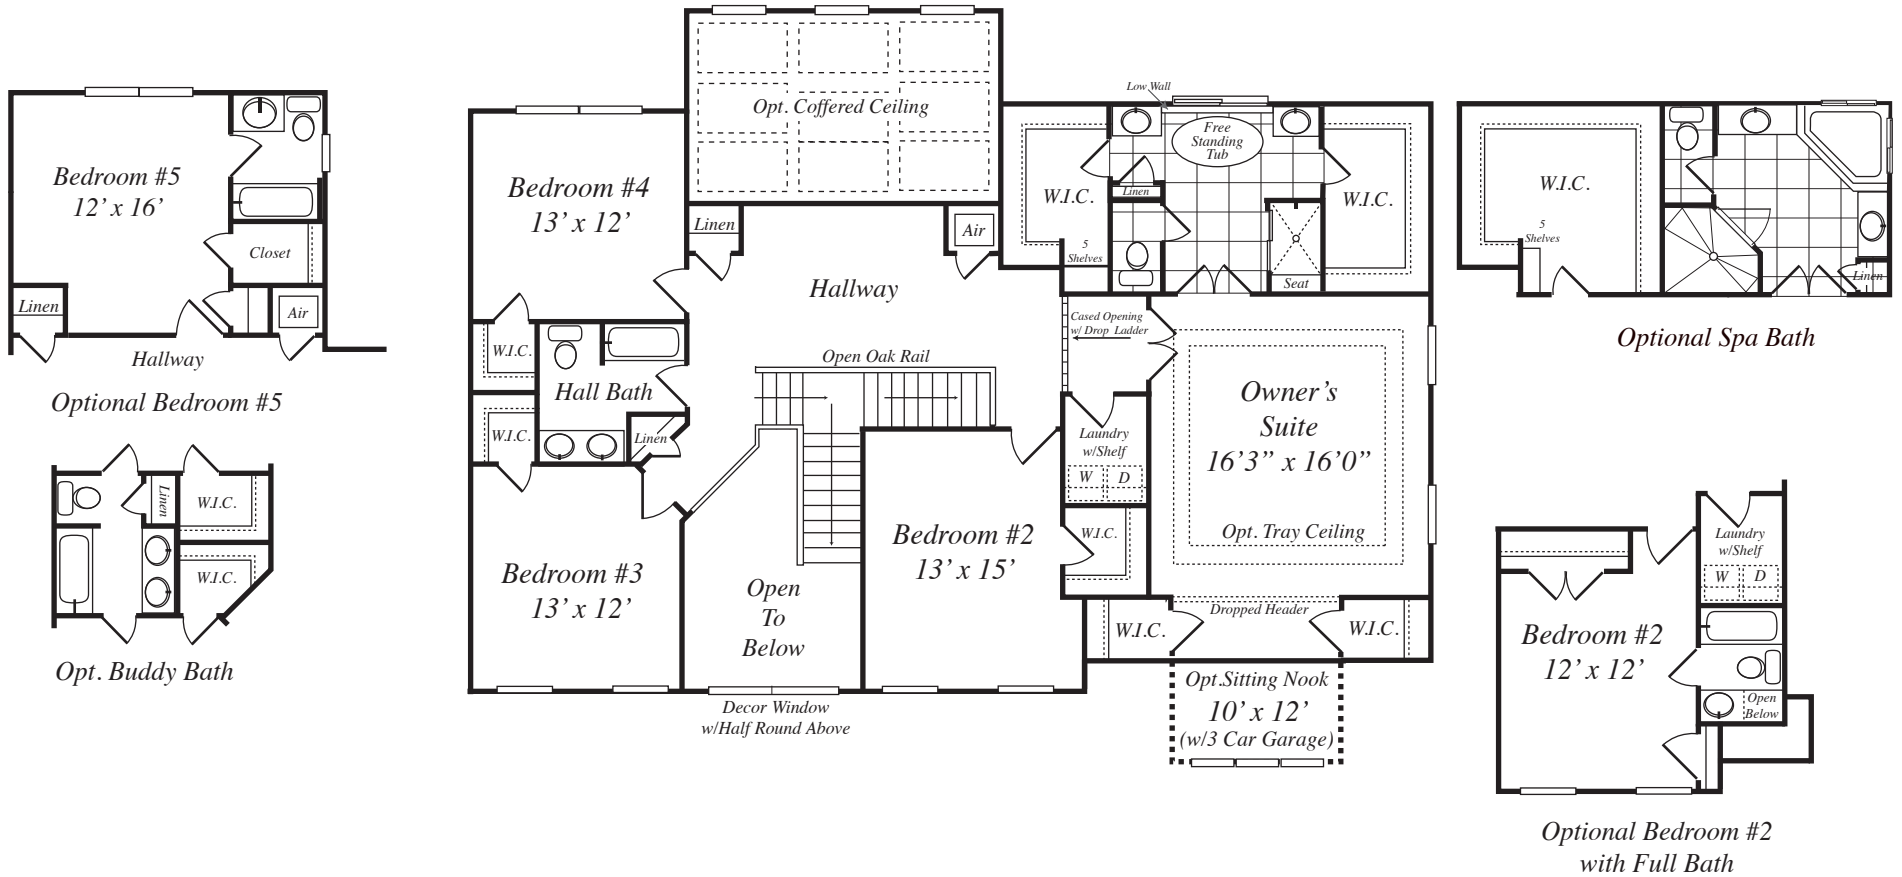 Bedroom #5
12’ x 16’
Closet
Linen
Air
Hallway
Optional Bedroom #5
W.I.C.
Linen
W.I.C.
Opt. Buddy Bath
Opt. Coffered Ceiling
Bedroom #4
13’ x 12’
Linen
Air
Hallway
W.I.C.
Hall Bath
W.I.C.
Linen
Open Oak Rail
Bedroom #3
13’ x 12’
Open
To
Below
Decor Window
w/Half Round Above
Bedroom #2
13’ x 15’
Low Wall
Free
Standing
Tub
W.I.C.
Linen
W.I.C.
5
Shelves
Seat
Cased Opening
w/ Drop Ladder
Laundry
w/Shelf
W D
W.I.C.
Owner’s
Suite
16’3” x 16’0”
Opt. Tray Ceiling
Dropped Header
W.I.C.
W.I.C.
Opt.Sitting Nook
10’ x 12’
(w/3 Car Garage)
W.I.C.
5
Shelves
Linen
Optional Spa Bath
Laundry
w/Shelf
W D
Bedroom #2
12’ x 12’
Open
Below
Optional Bedroom #2
with Full Bath